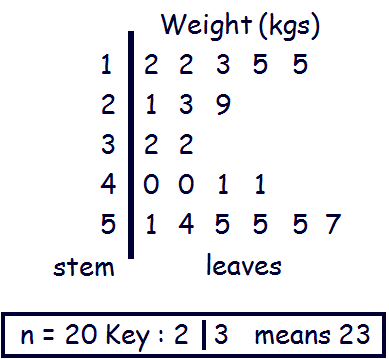 Weight (kgs)
1 | 2 2 3 5 5
2 | 1 3 9
3 | 2 2
4 | 0 0 1 1
5 | 1 4 5 5 5 7
stem leaves
n = 20 Key : 2 | 3 means 23